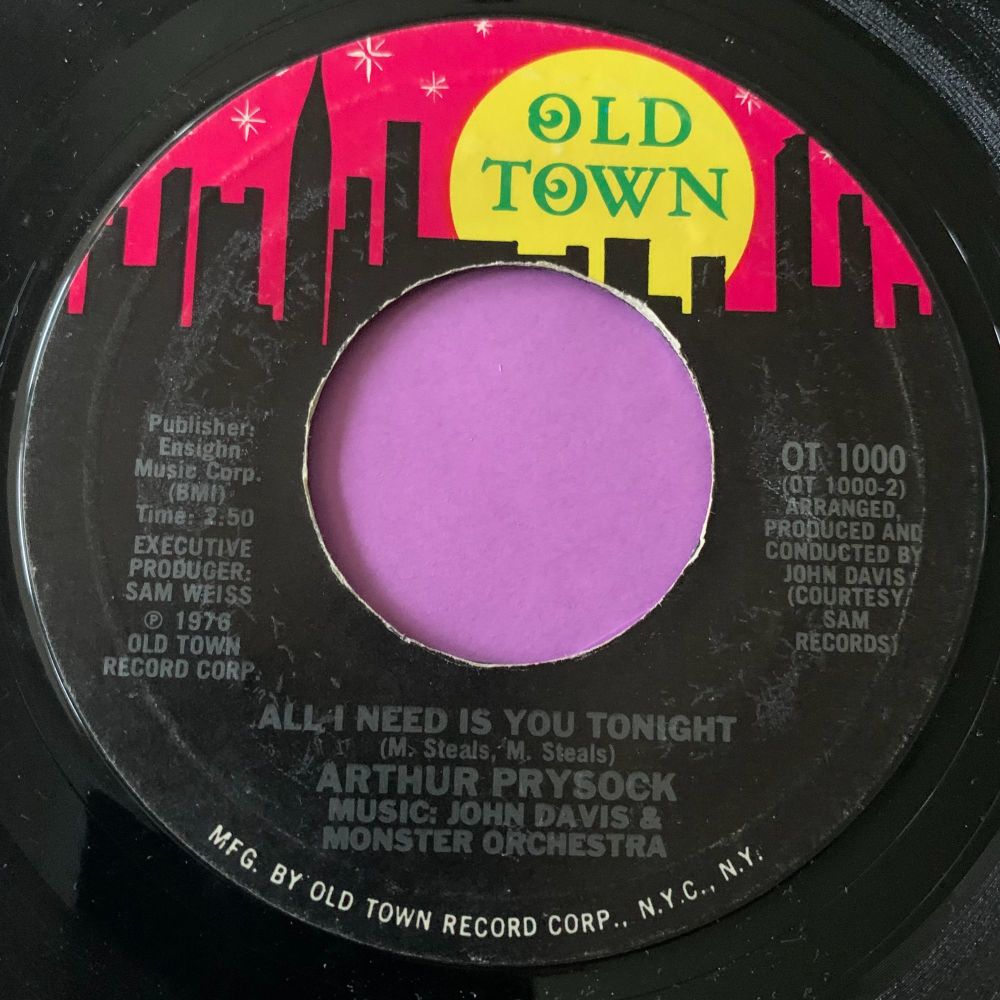 OLD
TOWN
Publisher:
Ensighn
Music Corp.
(BMI)
Time: 2:50
EXECUTIVE
PRODUCER:
SAM WEISS
℗ 1976
OLD TOWN
RECORD CORP.
OT 1000
(OT 1000-2)
ARRANGED,
PRODUCED AND
CONDUCTED BY
JOHN DAVIS
(COURTESY
SAM
RECORDS)
ALL I NEED IS YOU TONIGHT
(M. Steals, M. Steals)
ARTHUR PRYSOCK
MUSIC: JOHN DAVIS &
MONSTER ORCHESTRA
MFG. BY OLD TOWN RECORD CORP., N.Y.C., N.Y.